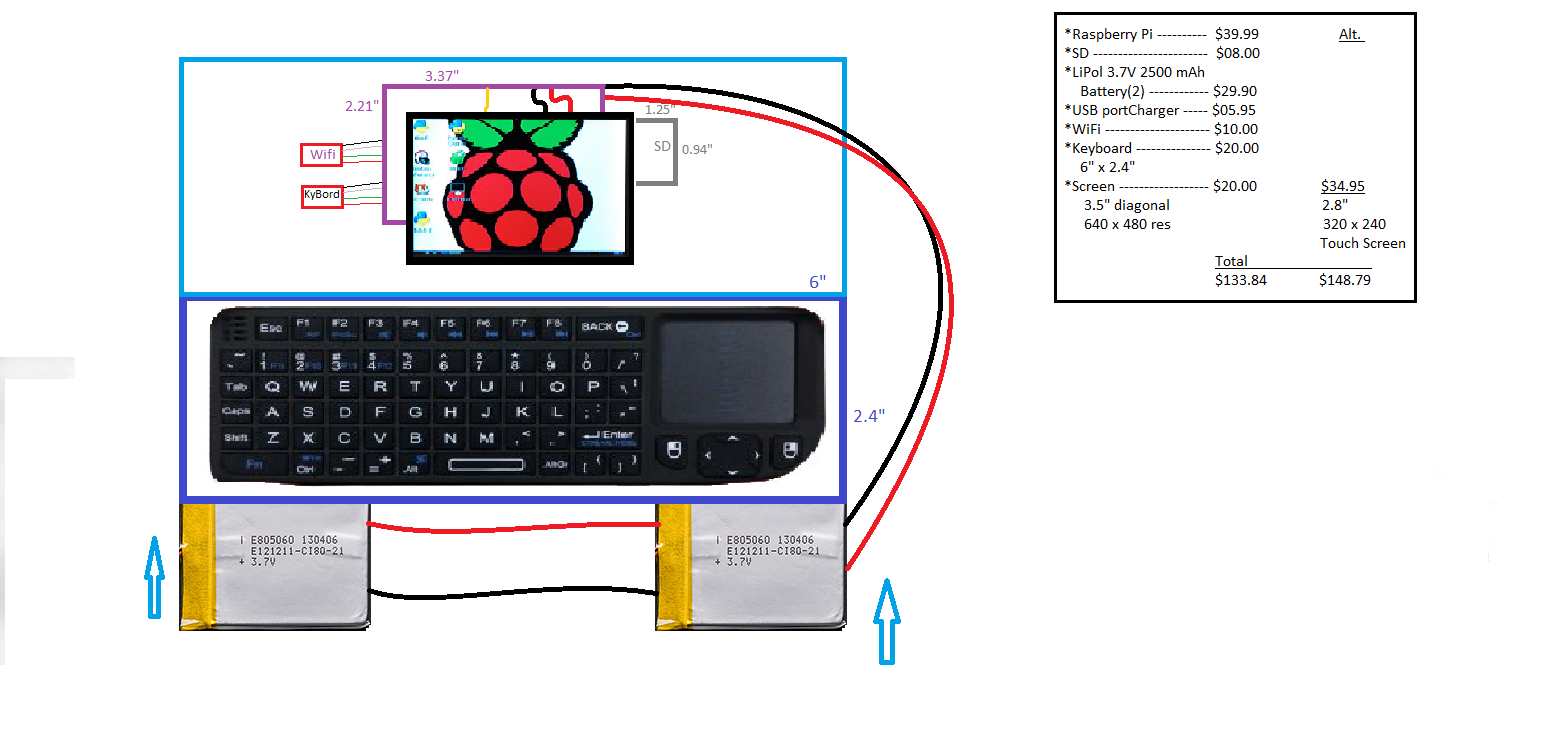 *Raspberry Pi ---------- $39.99 Alt.
*SD ----------------------- $08.00
*LiPol 3.7V 2500 mAh
Battery(2) ------------ $29.90
*USB portCharger ----- $05.95
*WiFi --------------------- $10.00
*Keyboard --------------- $20.00
6" x 2.4"
*Screen ------------------ $20.00 $34.95
3.5" diagonal 2.8"
640 x 480 res 320 x 240
Touch Screen
Total
$133.84 $148.79
3.37"
2.21"
1.25"
SD 0.94"
Wifi
KyBord
6"
2.4"
Esc F1 F2 F3 F4 F5 F6 F7 F8 BACK
1 2 3 4 5 6 7 8 9 0 / ?
Tab Q W E R T Y U I O P
Caps A S D F G H J K L ; :
Shift Z X C V B N M , < . > Enter
Fn Ctrl - = + Alt AltGr [ { ] }
E805060 130406
E121211-CI80-21
+ 3.7V
E805060 130406
E121211-CI80-21
+ 3.7V